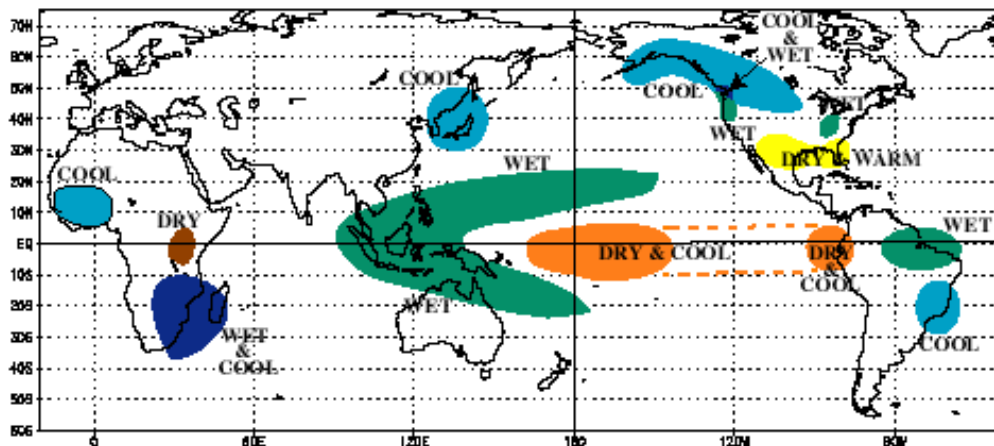 COOL
&
WET
70N
60N
50N
40N
30N
20N
10N
EQ
10S
20S
30S
40S
50S
60S
COOL
COOL
WET
WET
WET
DRY & WARM
COOL
DRY
WET
DRY & COOL
DRY
&
COOL
WET
WET
&
COOL
COOL
0
60E
120E
180
120W
60W